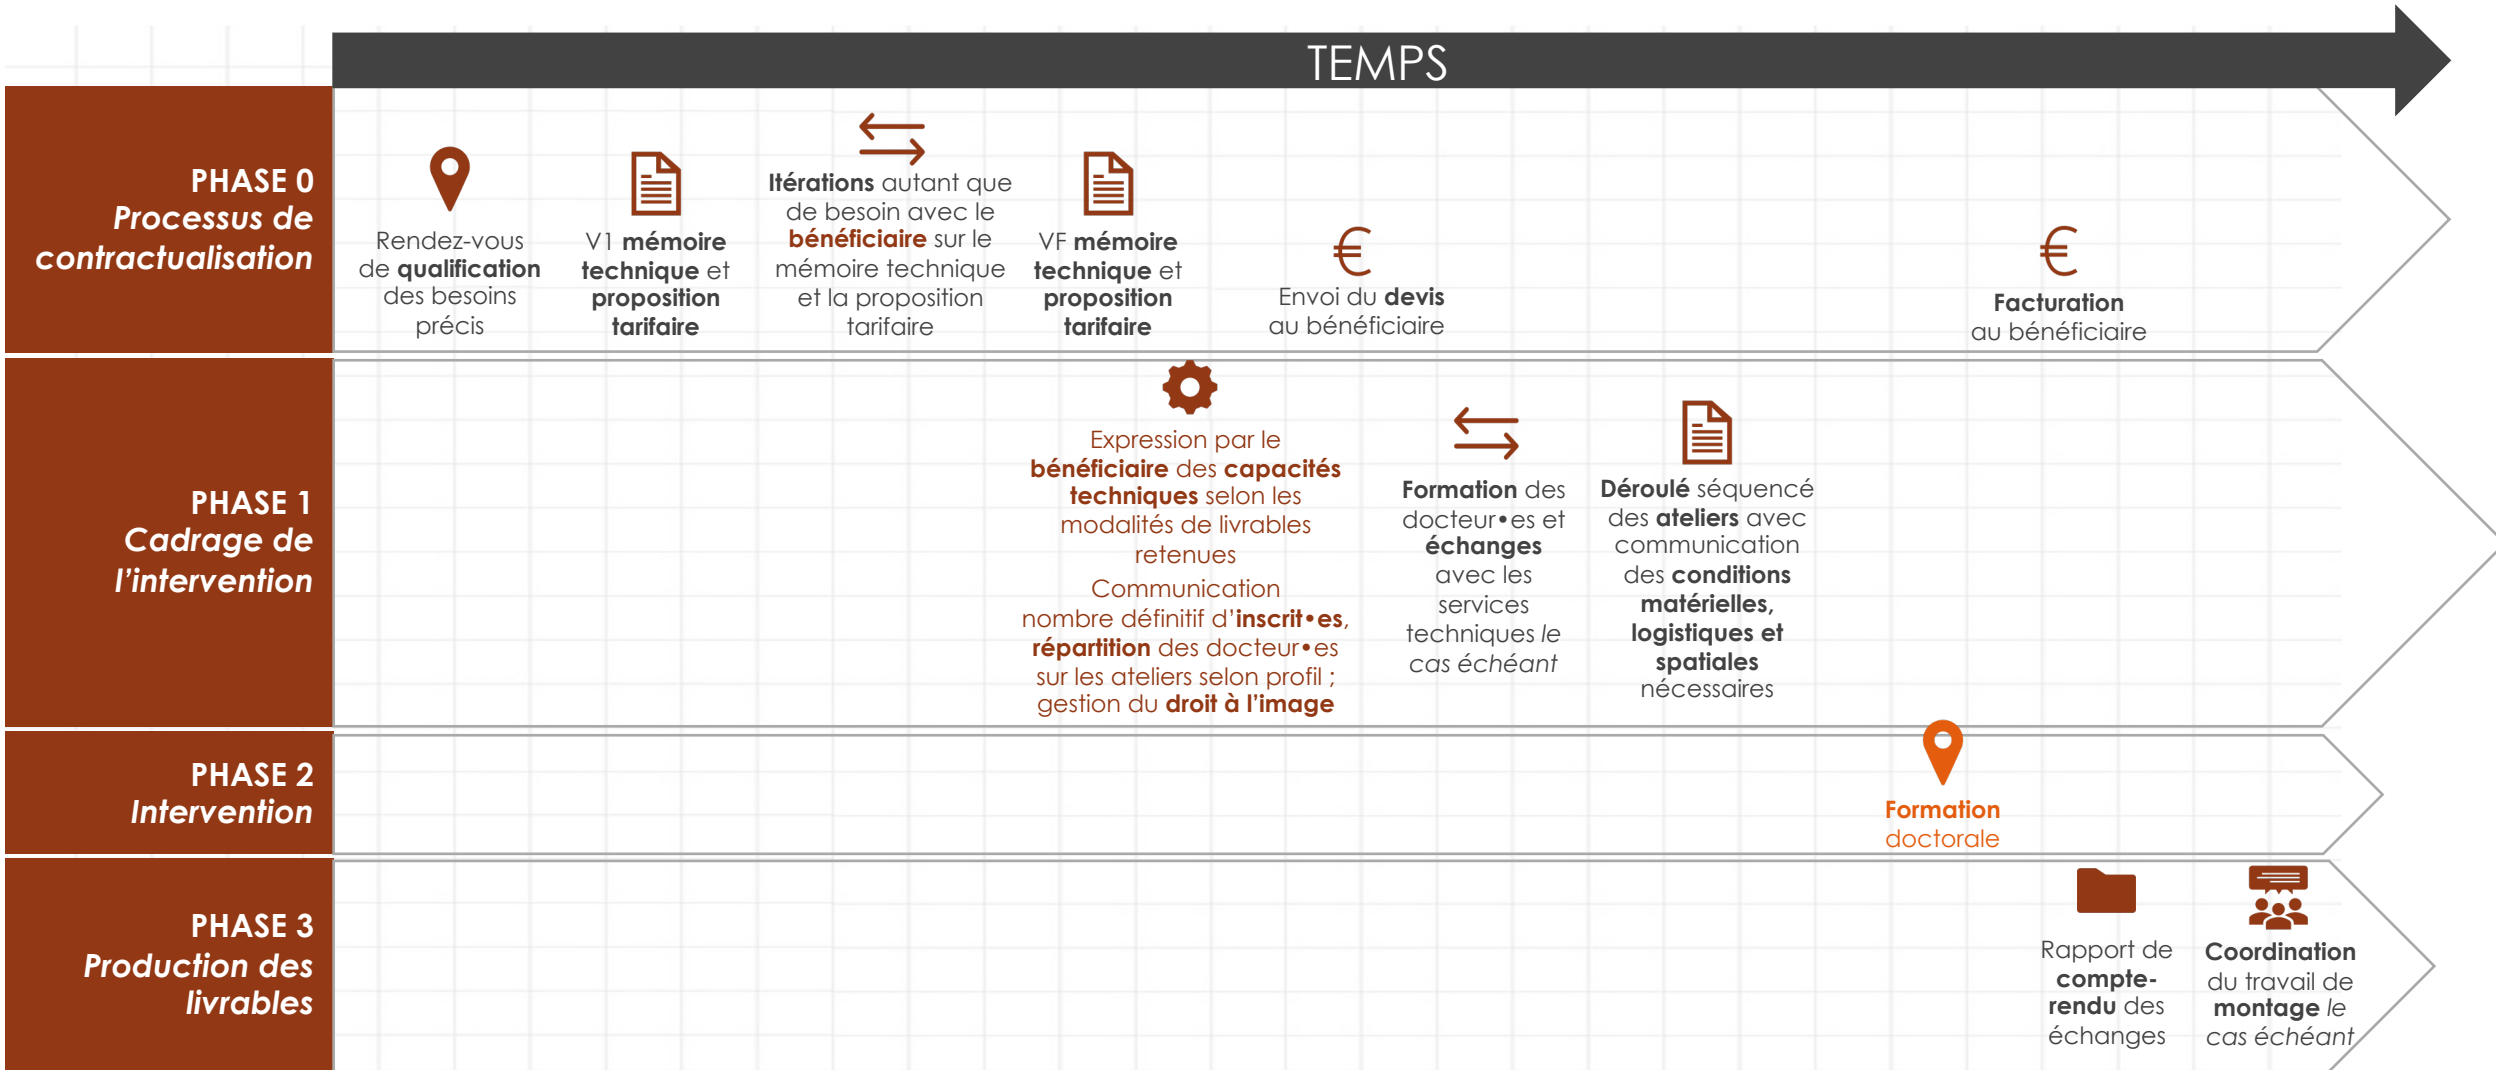 TEMPS
PHASE 0
Processus de
contractualisation
Rendez-vous
de qualification
des besoins
précis
V1 mémoire
technique et
proposition
tarifaire
Itérations autant que
de besoin avec le
bénéficiaire sur le
mémoire technique
et la proposition
tarifaire
VF mémoire
technique et
proposition
tarifaire
Envoi du devis
au bénéficiaire
Facturation
au bénéficiaire
PHASE 1
Cadrage de
l’intervention
Expression par le
bénéficiaire des capacités
techniques selon les
modalités de livrables
retenues
Communication
nombre définitif d’inscrit•es,
répartition des docteur•es
sur les ateliers selon profil ;
gestion du droit à l’image
Formation des
docteur•es et
échanges
avec les
services
techniques le
cas échéant
Déroulé séquencé
des ateliers avec
communication
des conditions
matérielles,
logistiques et
spatiales
nécessaires
PHASE 2
Intervention
Formation
doctorale
PHASE 3
Production des
livrables
Rapport de
compte-
rendu des
échanges
Coordination
du travail de
montage le
cas échéant